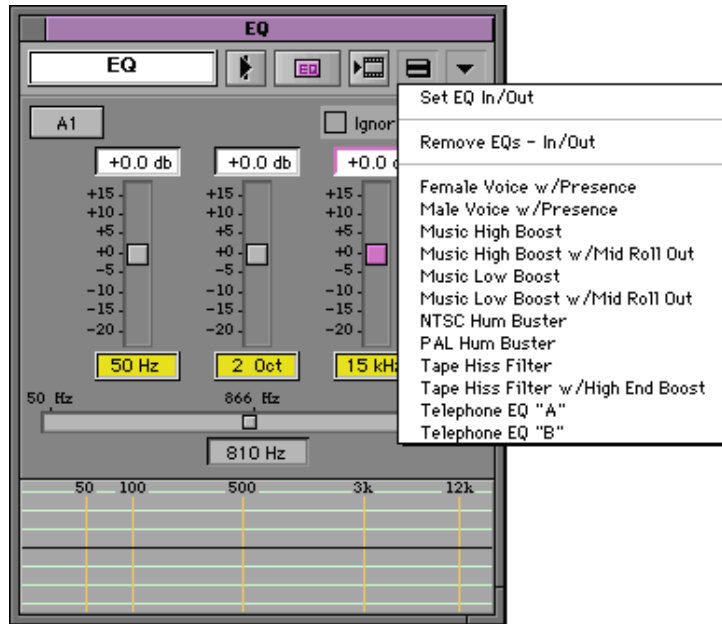 EQ
EQ
EQ
Set EQ In/Out
Remove EQs - In/Out
Female Voice w/Presence
Male Voice w/Presence
Music High Boost
Music High Boost w/Mid Roll Out
Music Low Boost
Music Low Boost w/Mid Roll Out
NTSC Hum Buster
PAL Hum Buster
Tape Hiss Filter
Tape Hiss Filter w/High End Boost
Telephone EQ "A"
Telephone EQ "B"
A1
Ignor
+0.0 db +0.0 db +0.0
+15 +15 +15
+10 +10 +10
+5 +5 +5
+0 +0 +0
-5 -5 -5
-10 -10 -10
-15 -15 -15
-20 -20 -20
50 Hz 2 Oct 15 kHz
50 Hz 866 Hz
810 Hz
50 100 500 3k 12k